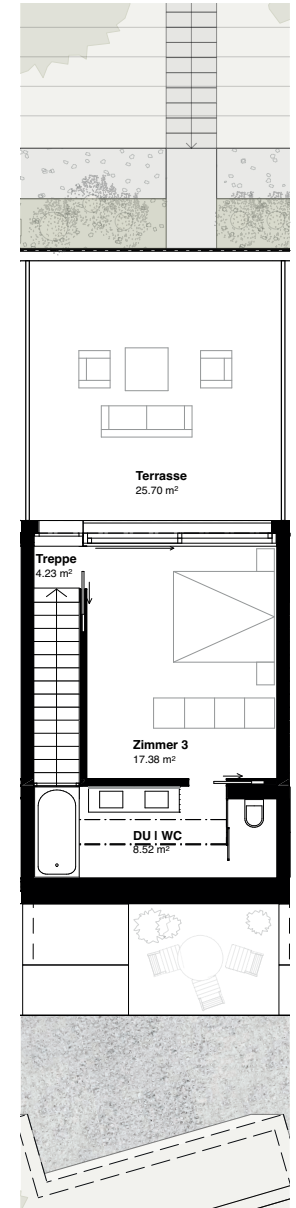 Terrasse
25.70 m²
Treppe
4.23 m²
Zimmer 3
17.38 m²
DU I WC
8.52 m²